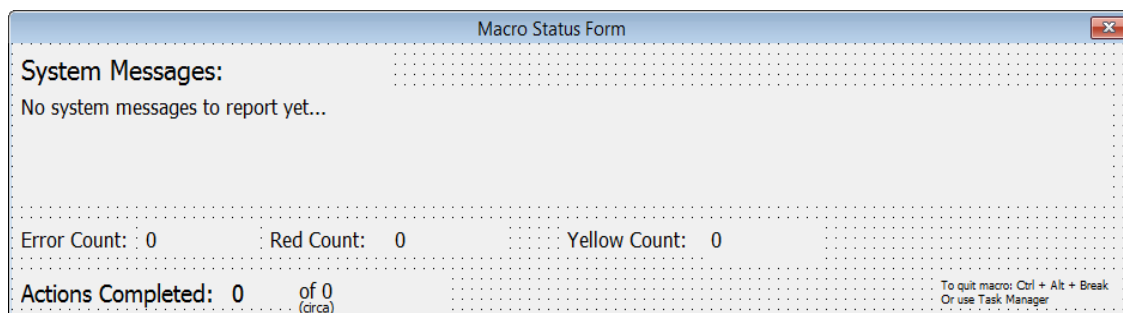 Macro Status Form
System Messages:
No system messages to report yet...
Error Count: 0 Red Count: 0 Yellow Count: 0
Actions Completed: 0 of 0
(circa)
To quit macro: Ctrl + Alt + Break
Or use Task Manager